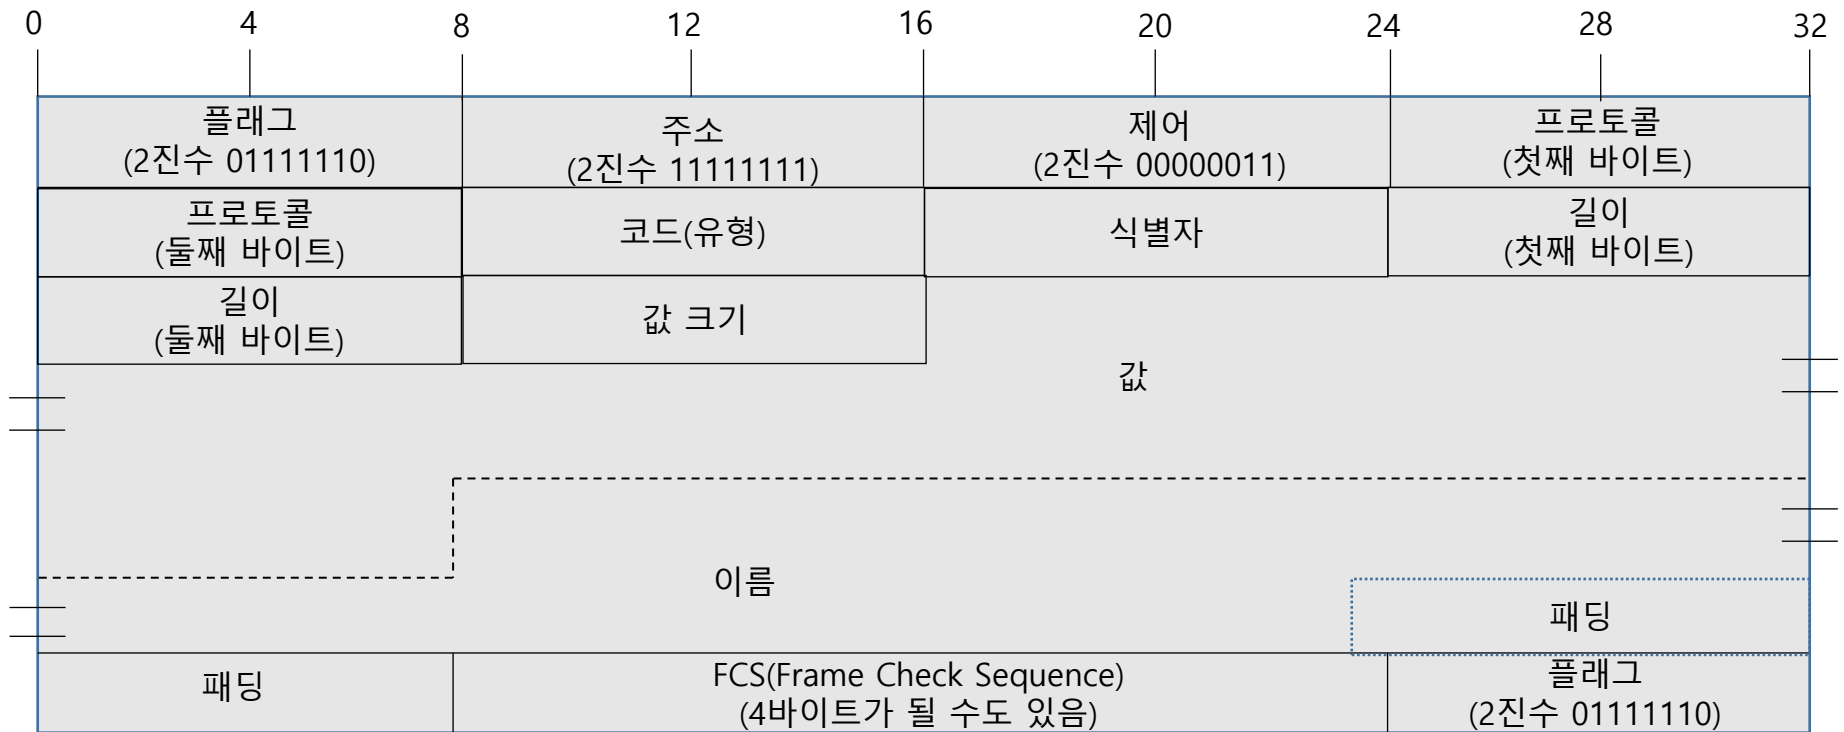 0 4 8 12 16 20 24 28 32
플래그
(2진수 01111110)
주소
(2진수 11111111)
제어
(2진수 00000011)
프로토콜
(첫째 바이트)
프로토콜
(둘째 바이트)
코드(유형)
식별자
길이
(첫째 바이트)
길이
(둘째 바이트)
값 크기
값
이름
패딩
패딩
FCS(Frame Check Sequence)
(4바이트가 될 수도 있음)
플래그
(2진수 01111110)